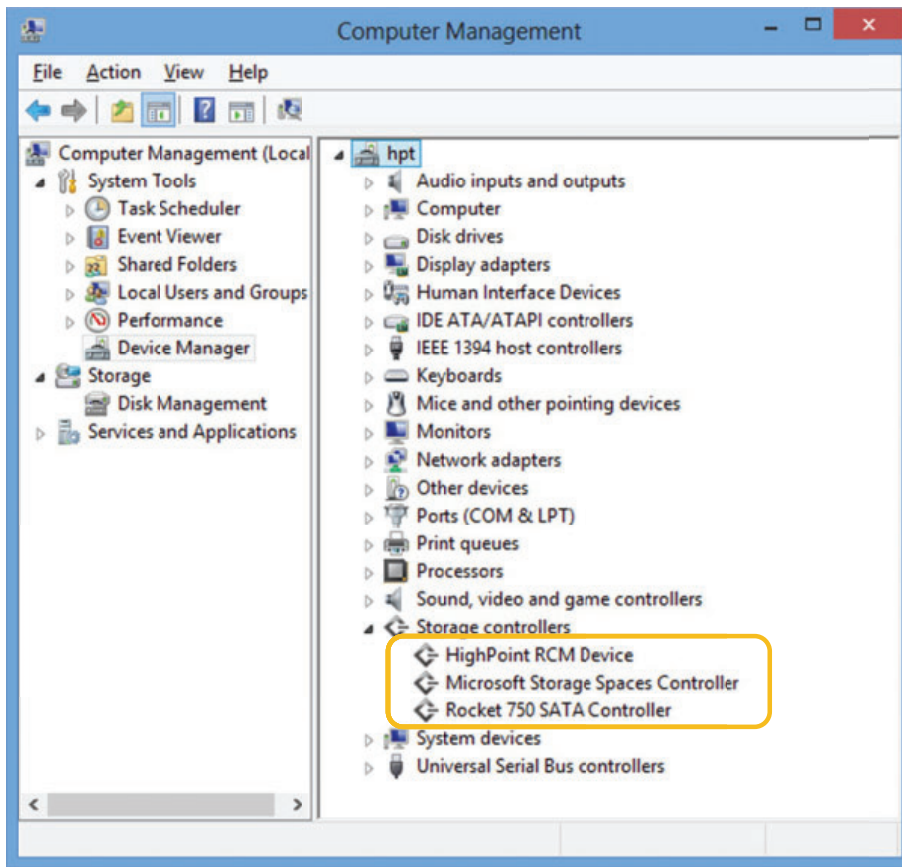 Computer Management
File Action View Help
Computer Management (Local
System Tools
Task Scheduler
Event Viewer
Shared Folders
Local Users and Groups
Performance
Device Manager
Storage
Disk Management
Services and Applications
hpt
Audio inputs and outputs
Computer
Disk drives
Display adapters
Human Interface Devices
IDE ATA/ATAPI controllers
IEEE 1394 host controllers
Keyboards
Mice and other pointing devices
Monitors
Network adapters
Other devices
Ports (COM & LPT)
Print queues
Processors
Sound, video and game controllers
Storage controllers
HighPoint RCM Device
Microsoft Storage Spaces Controller
Rocket 750 SATA Controller
System devices
Universal Serial Bus controllers